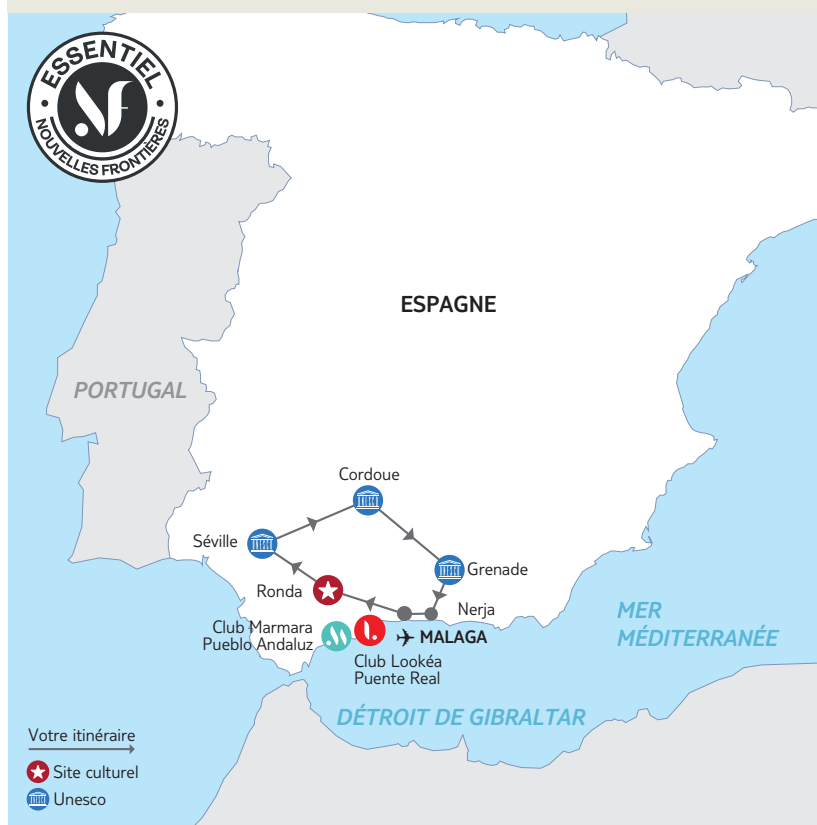 ESSENTIEL
NOUVELLES FRONTIÈRES
ESPAGNE
PORTUGAL
Cordoue
Séville
Grenade
Ronda
Nerja
Club Marmara
Pueblo Andaluz
MALAGA
Club Lookéa
Puente Real
MER
MÉDITERRANÉE
DÉTROIT DE GIBRALTAR
Votre itinéraire
Site culturel
Unesco